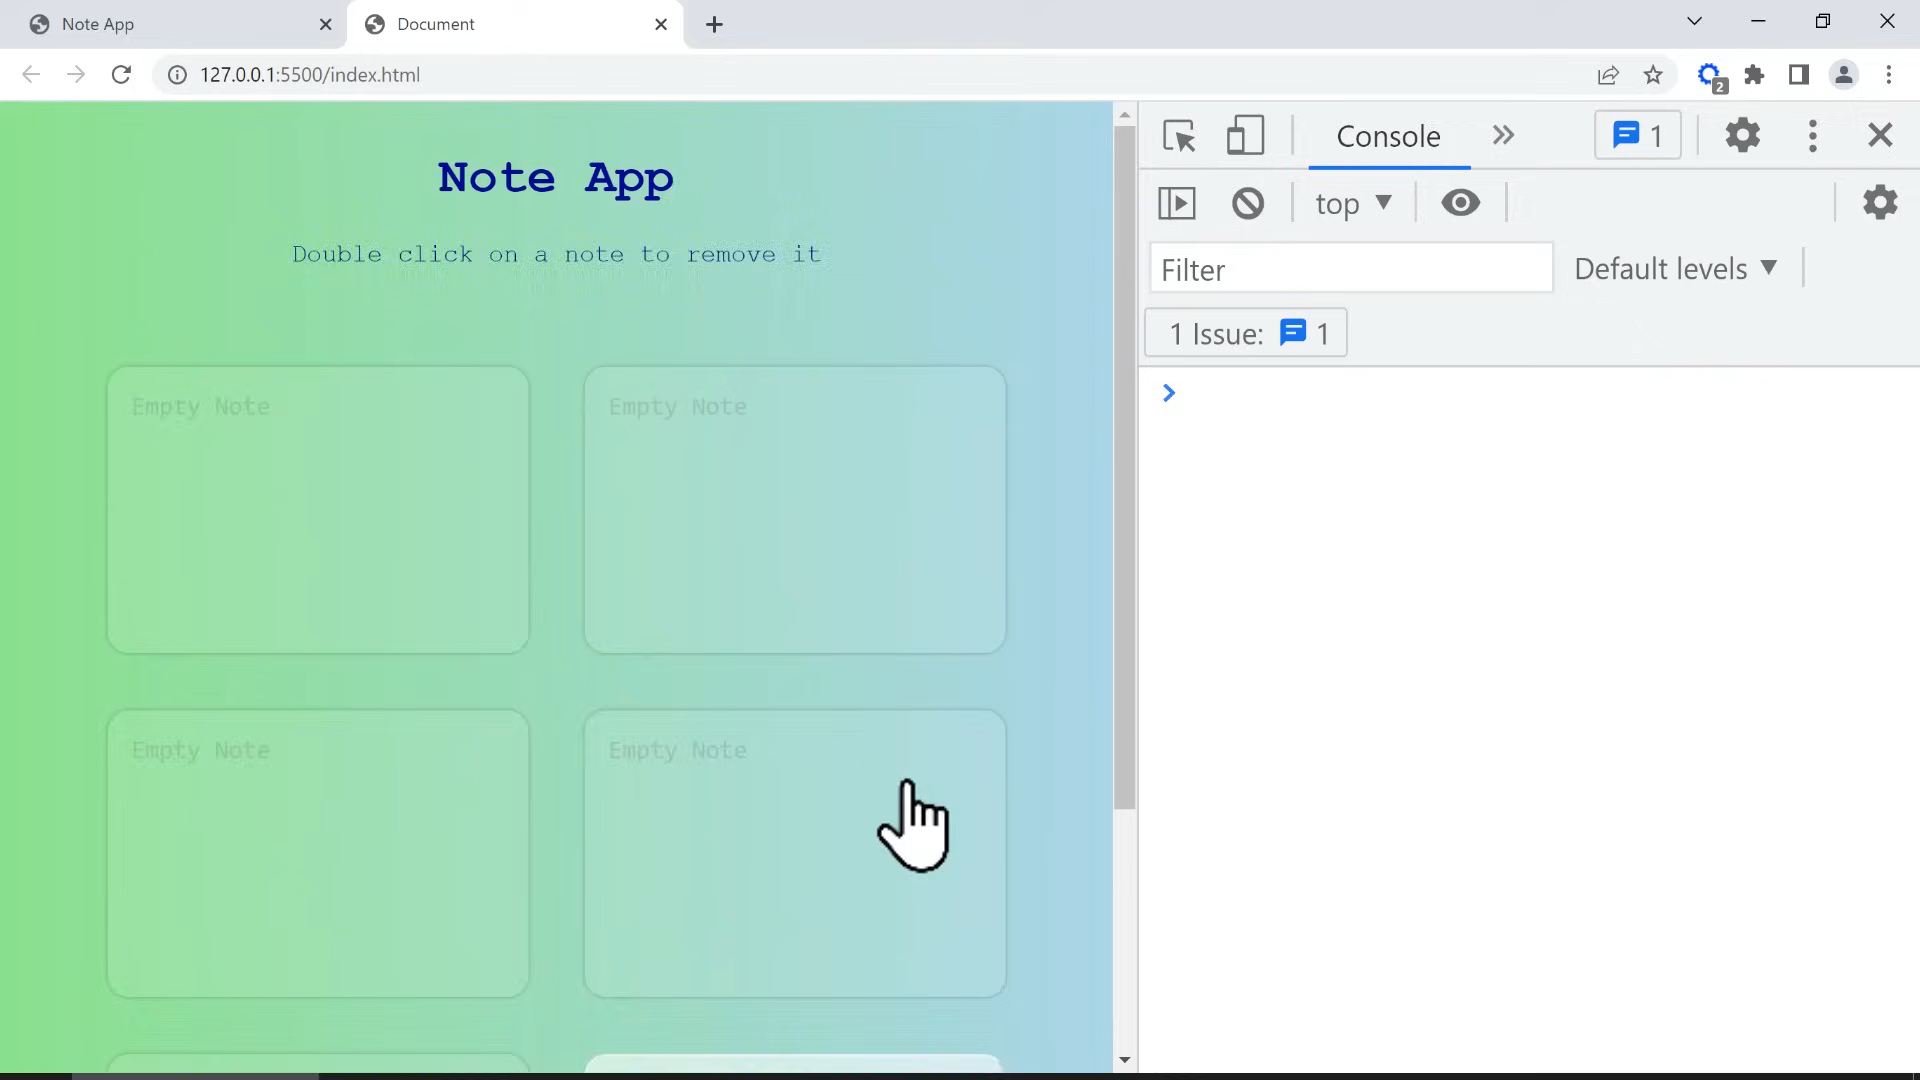 Note App
Document
127.0.0.1:5500/index.html
2
Note App
Double click on a note to remove it
Empty Note
Empty Note
Empty Note
Empty Note
Console
1
top
Filter
Default levels
1 Issue: 1